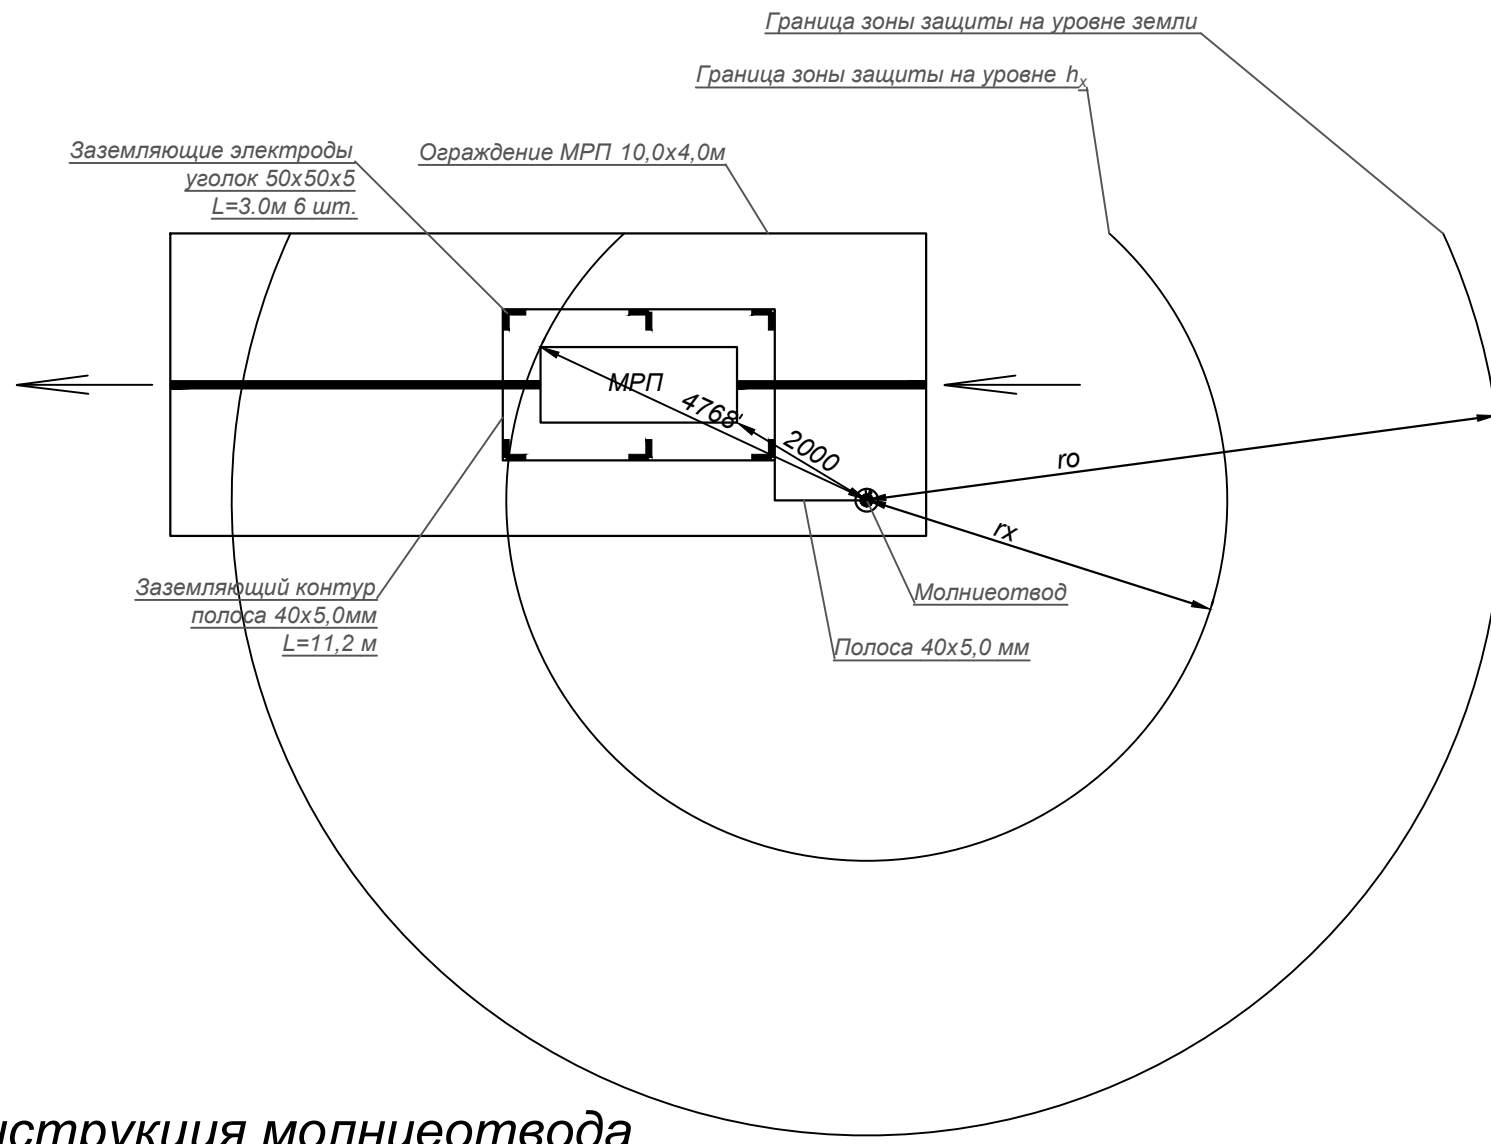 Граница зоны защиты на уровне земли
Граница зоны защиты на уровне hx
Заземляющие электроды
уголок 50х50х5
L=3.0м 6 шт.
Ограждение МРП 10,0х4,0м
МРП
4768
2000
ro
rx
Заземляющий контур
полоса 40х5,0мм
L=11,2 м
Молниеотвод
Полоса 40х5,0 мм
нструкция молниеотвода